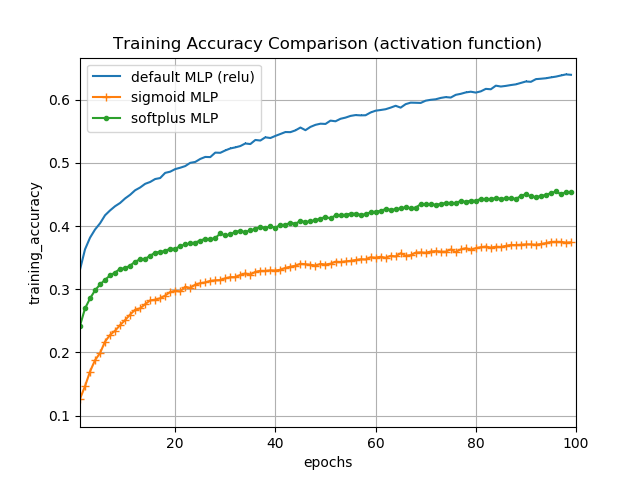 Training Accuracy Comparison (activation function)
default MLP (relu)
sigmoid MLP
softplus MLP
training_accuracy
0.6
0.5
0.4
0.3
0.2
0.1
20 40 60 80 100
epochs